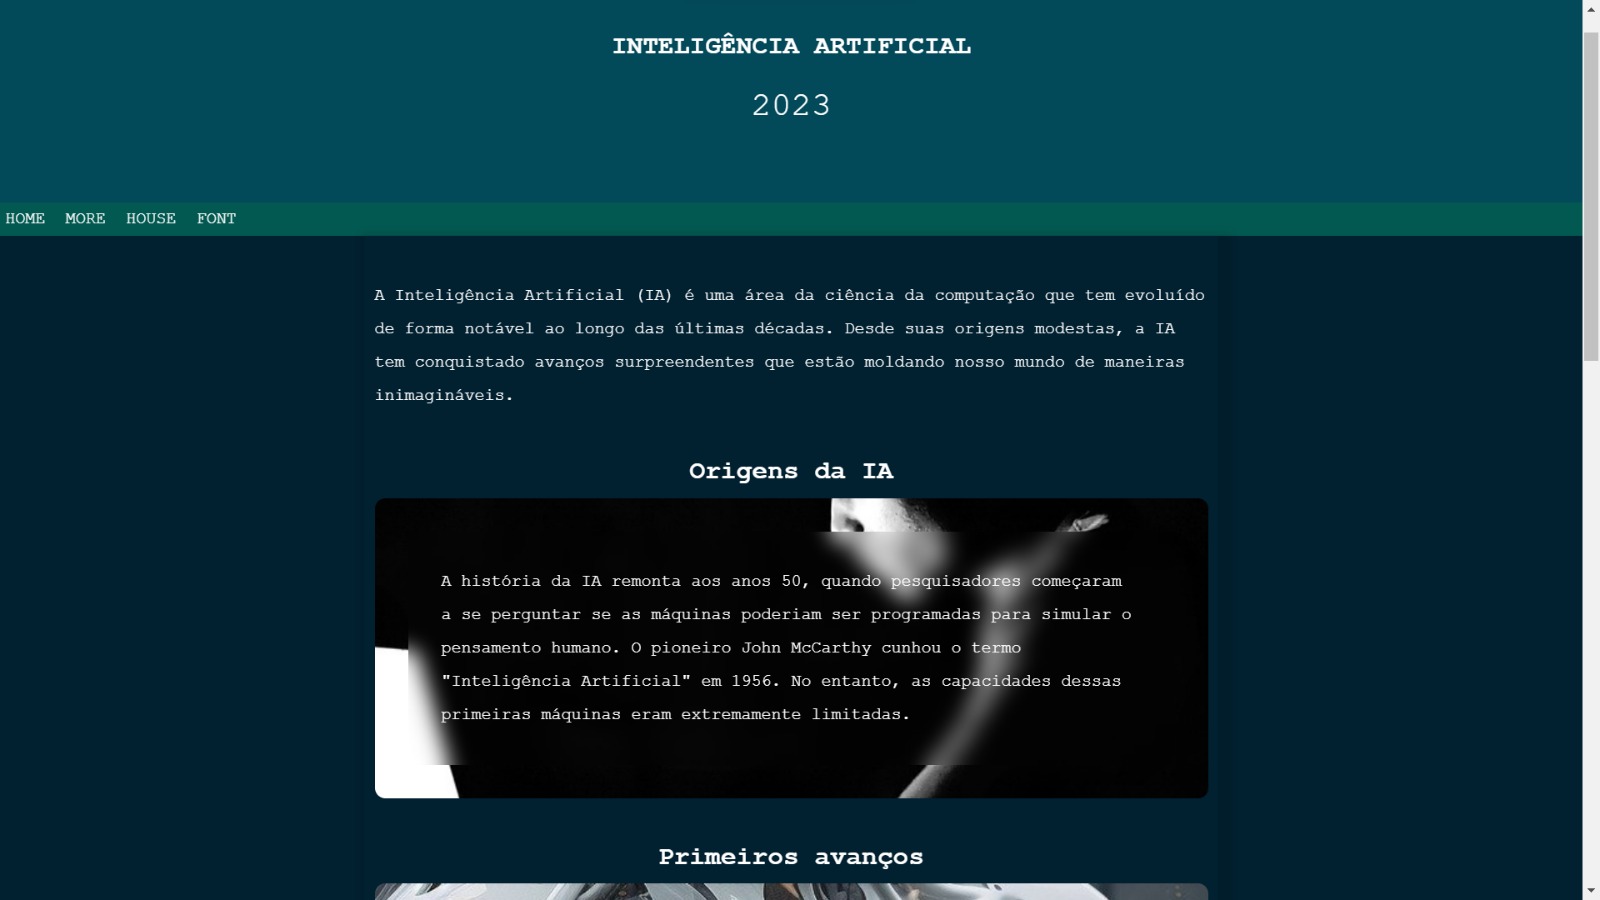 INTELIGÊNCIA ARTIFICIAL
2023
HOME MORE HOUSE FONT
A Inteligência Artificial (IA) é uma área da ciência da computação que tem evoluído
de forma notável ao longo das últimas décadas. Desde suas origens modestas, a IA
tem conquistado avanços surpreendentes que estão moldando nosso mundo de maneiras
inimagináveis.
Origens da IA
A história da IA remonta aos anos 50, quando pesquisadores começaram
a se perguntar se as máquinas poderiam ser programadas para simular o
pensamento humano. O pioneiro John McCarthy cunhou o termo
"Inteligência Artificial" em 1956. No entanto, as capacidades dessas
primeiras máquinas eram extremamente limitadas.
Primeiros avanços